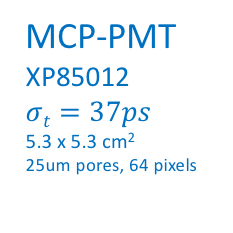 MCP-PMT
XP85012
σₜ = 37ps
5.3 x 5.3 cm²
25um pores, 64 pixels